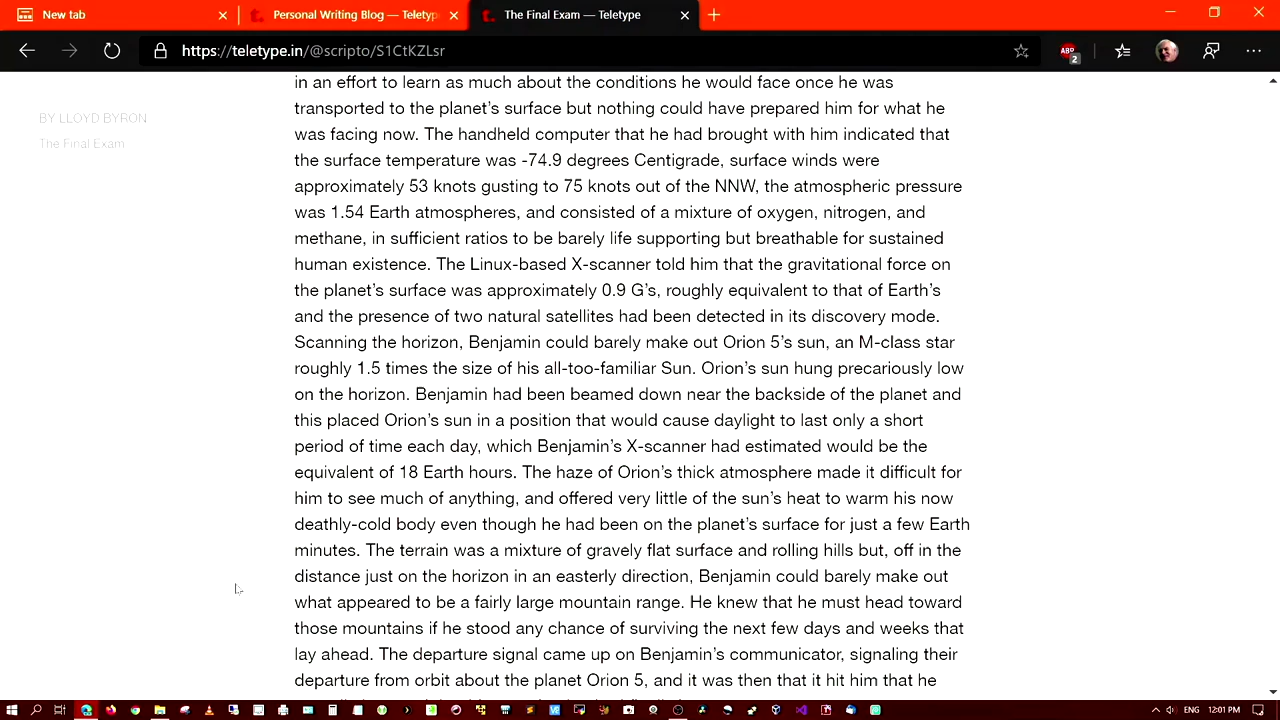 New tab
Personal Writing Blog — Teletyp
The Final Exam — Teletype
https://teletype.in/@scripto/S1CtKZLsr
ABP
2
BY LLOYD BYRON
The Final Exam
in an effort to learn as much about the conditions he would face once he was
transported to the planet’s surface but nothing could have prepared him for what he
was facing now. The handheld computer that he had brought with him indicated that
the surface temperature was -74.9 degrees Centigrade, surface winds were
approximately 53 knots gusting to 75 knots out of the NNW, the atmospheric pressure
was 1.54 Earth atmospheres, and consisted of a mixture of oxygen, nitrogen, and
methane, in sufficient ratios to be barely life supporting but breathable for sustained
human existence. The Linux-based X-scanner told him that the gravitational force on
the planet’s surface was approximately 0.9 G’s, roughly equivalent to that of Earth’s
and the presence of two natural satellites had been detected in its discovery mode.
Scanning the horizon, Benjamin could barely make out Orion 5’s sun, an M-class star
roughly 1.5 times the size of his all-too-familiar Sun. Orion’s sun hung precariously low
on the horizon. Benjamin had been beamed down near the backside of the planet and
this placed Orion’s sun in a position that would cause daylight to last only a short
period of time each day, which Benjamin’s X-scanner had estimated would be the
equivalent of 18 Earth hours. The haze of Orion’s thick atmosphere made it difficult for
him to see much of anything, and offered very little of the sun’s heat to warm his now
deathly-cold body even though he had been on the planet’s surface for just a few Earth
minutes. The terrain was a mixture of gravely flat surface and rolling hills but, off in the
distance just on the horizon in an easterly direction, Benjamin could barely make out
what appeared to be a fairly large mountain range. He knew that he must head toward
those mountains if he stood any chance of surviving the next few days and weeks that
lay ahead. The departure signal came up on Benjamin’s communicator, signaling their
departure from orbit about the planet Orion 5, and it was then that it hit him that he
ENG
12:01 PM